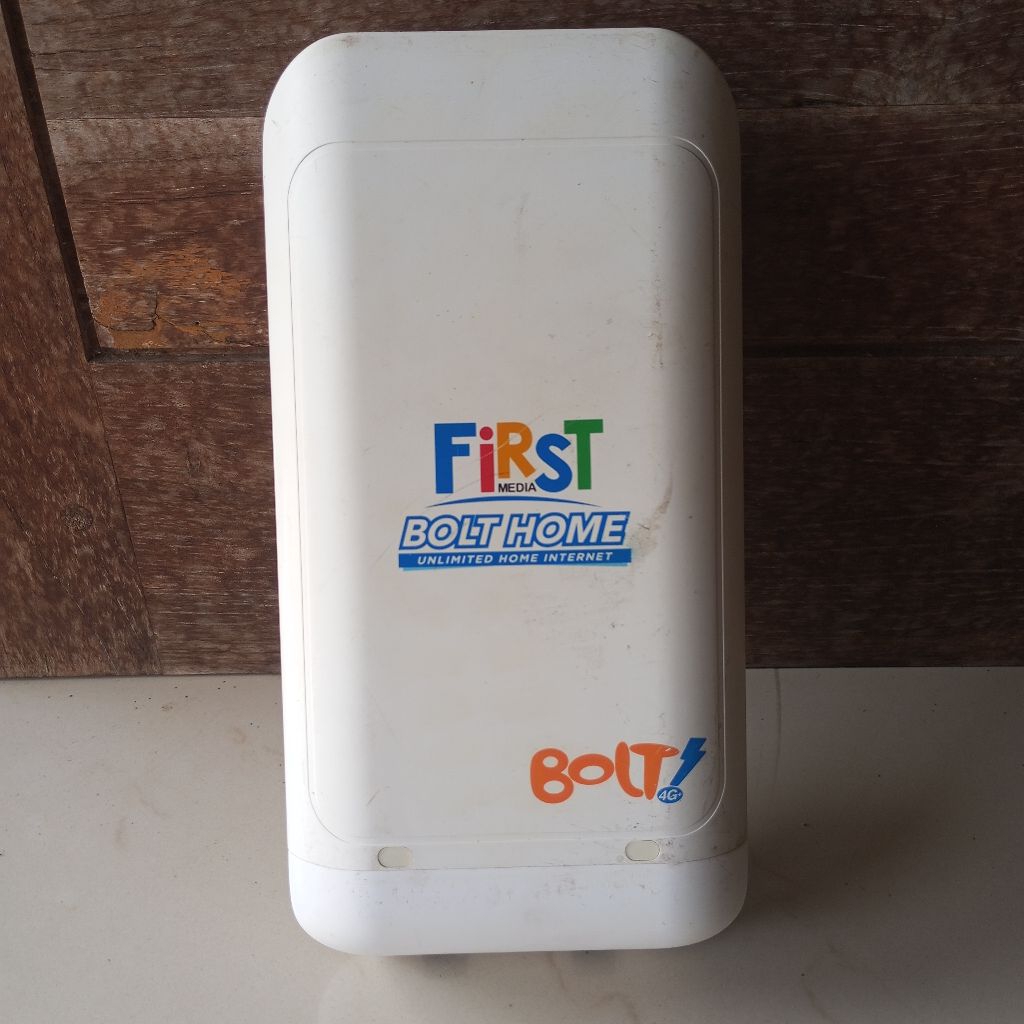 FiRST
MEDIA
BOLT HOME
UNLIMITED HOME INTERNET
BOLT!
4G+